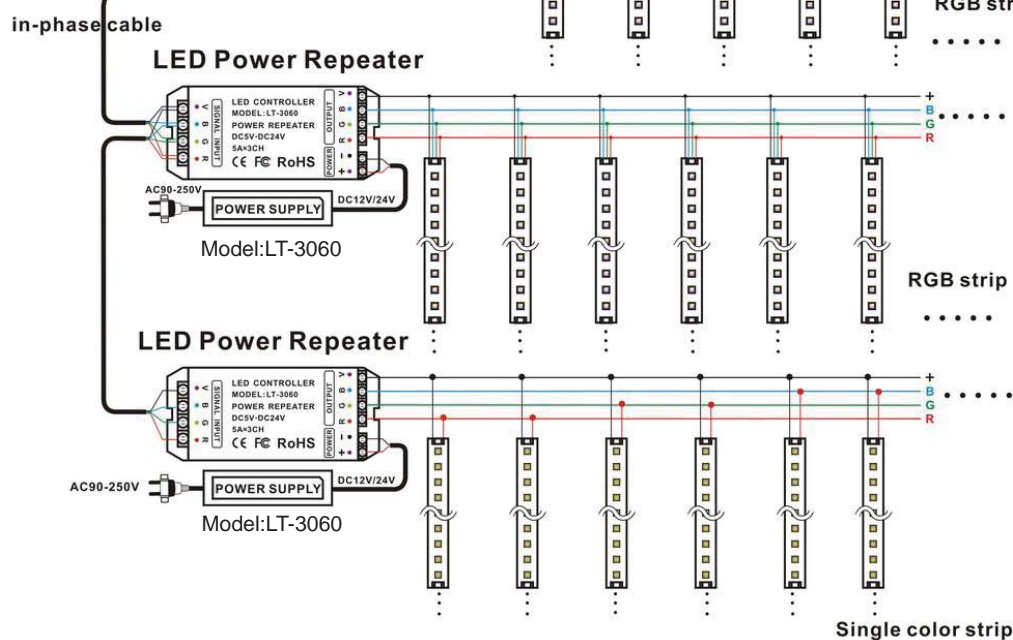 RGB str
in-phase cable
LED Power Repeater
V
B
G
R
SIGNAL INPUT
LED CONTROLLER
MODEL:LT-3060
POWER REPEATER
DC5V-DC24V
5A×3CH
CE FC RoHS
OUTPUT
V
B
G
R
POWER
−
+
+
B
G
R
AC90-250V
POWER SUPPLY
DC12V/24V
Model:LT-3060
RGB strip
LED Power Repeater
V
B
G
R
SIGNAL INPUT
LED CONTROLLER
MODEL:LT-3060
POWER REPEATER
DC5V-DC24V
5A×3CH
CE FC RoHS
OUTPUT
V
B
G
R
POWER
−
+
+
B
G
R
AC90-250V
POWER SUPPLY
DC12V/24V
Model:LT-3060
Single color strip